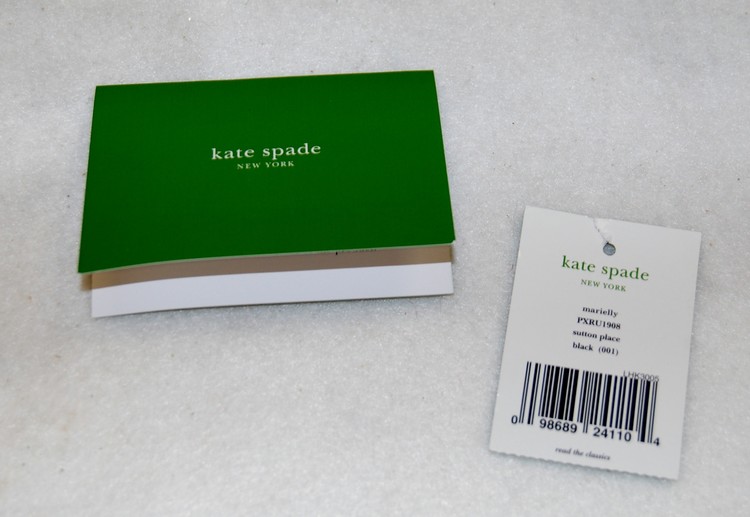 kate spade
NEW YORK
kate spade
NEW YORK
marielly
PXRU1908
sutton place
black (001)
LHK3005
0 98689 24110 4
read the classics